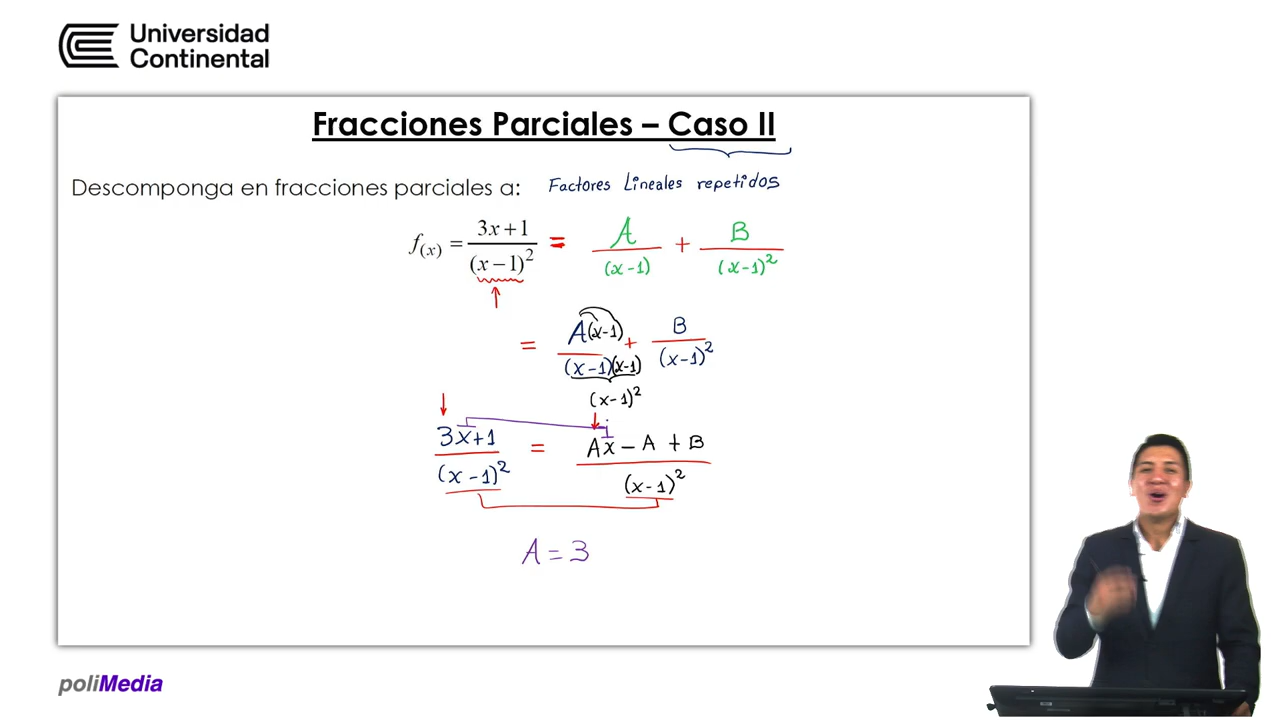 Universidad
Continental
Fracciones Parciales – Caso II
Descomponga en fracciones parciales a: Factores Lineales repetidos
f(x) = 3x+1 / (x−1)² = A / (x-1) + B / (x-1)²
= A(x-1) / (x-1)(x-1) + B / (x-1)²
(x-1)²
3x+1 / (x-1)² = Ax - A + B / (x-1)²
A = 3
poliMedia